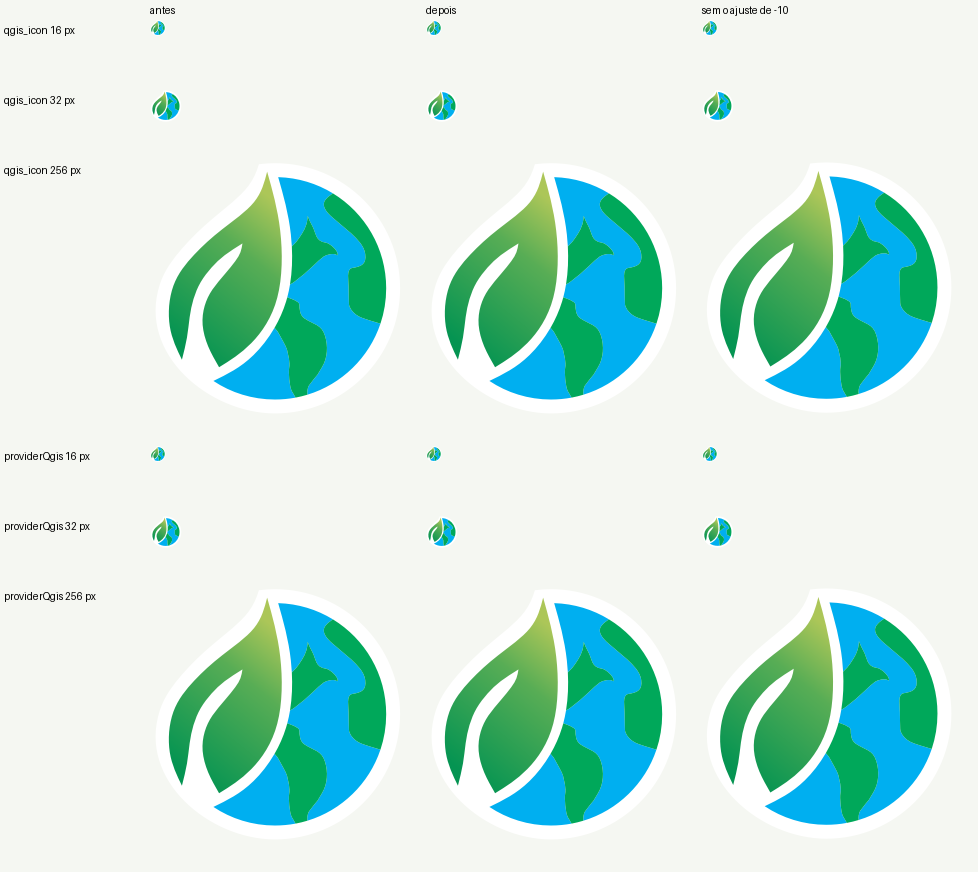 antes depois sem o ajuste de -10
qgis_icon 16 px
qgis_icon 32 px
qgis_icon 256 px
providerQgis 16 px
providerQgis 32 px
providerQgis 256 px